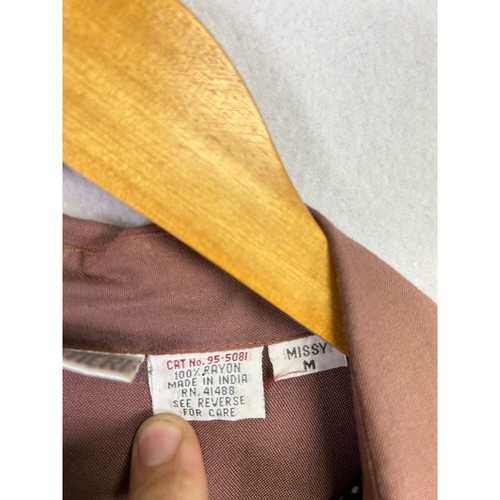 CAT No. 95-5081
100% RAYON
MADE IN INDIA
RN. 41488
SEE REVERSE
FOR CARE
MISSY
M